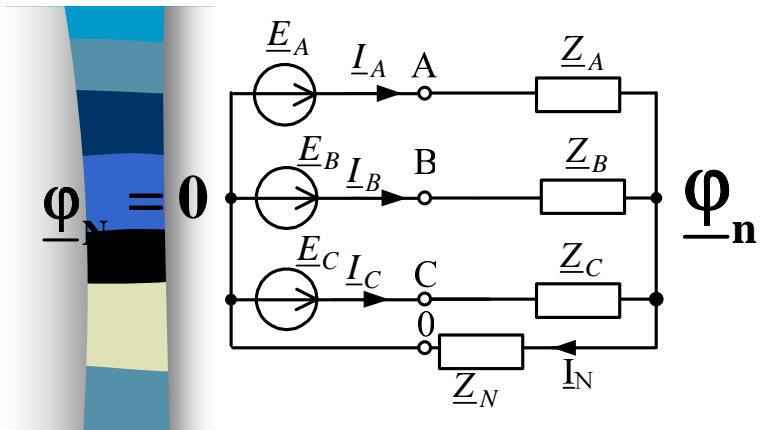 E_A
I_A A
Z_A
E_B
I_B
B
Z_B
φ_N = 0
φ_n
E_C
I_C
C
Z_C
0
I_N
Z_N